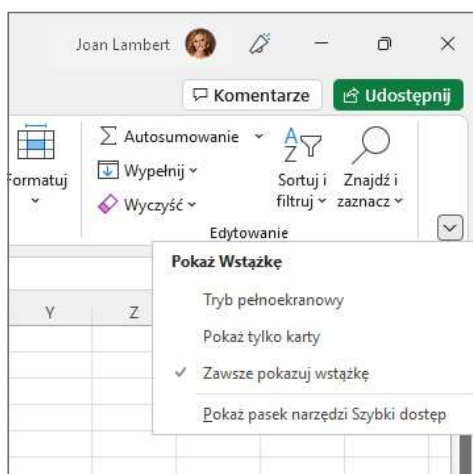 Joan Lambert
Komentarze
Udostępnij
Formatuj
Autosumowanie
Wypełnij
Wyczyść
Sortuj i
filtruj
Znajdź i
zaznacz
Edytowanie
Pokaż Wstążkę
Tryb pełnoekranowy
Pokaż tylko karty
Zawsze pokazuj wstążkę
Pokaż pasek narzędzi Szybki dostęp
Y Z